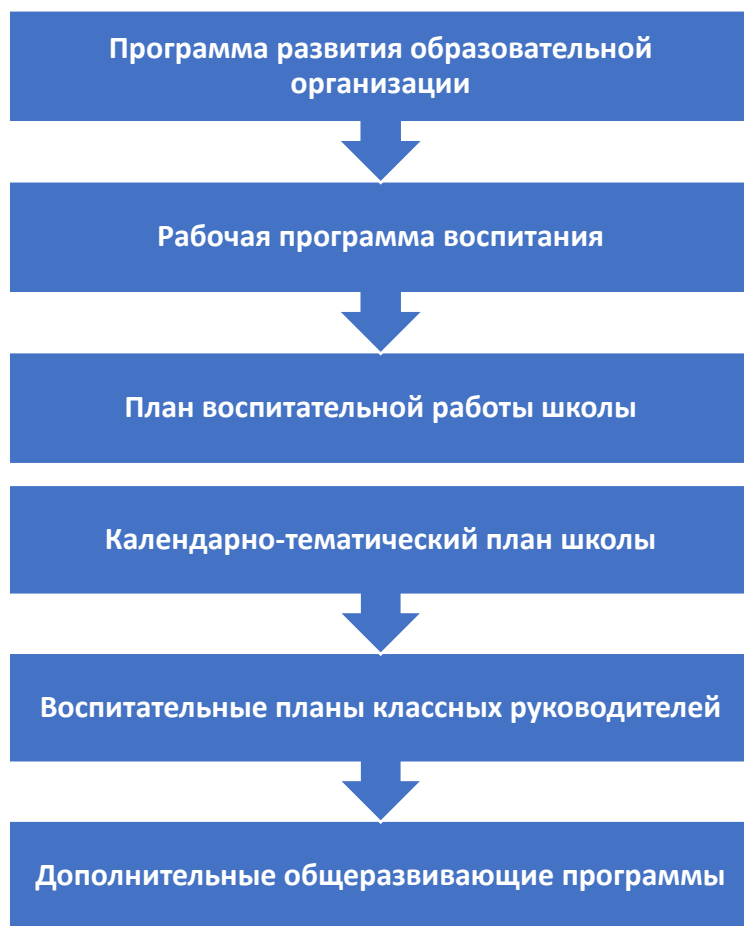 Программа развития образовательной
организации
Рабочая программа воспитания
План воспитательной работы школы
Календарно-тематический план школы
Воспитательные планы классных руководителей
Дополнительные общеразвивающие программы